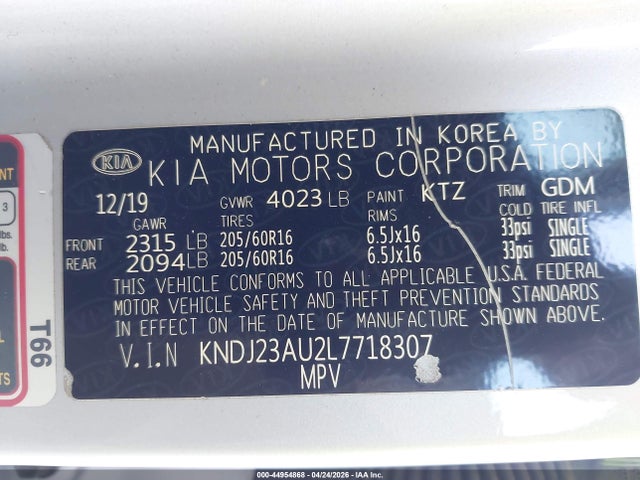 MANUFACTURED IN KOREA BY
KIA KIA MOTORS CORPORATION
12/19 GVWR 4023 LB PAINT KTZ TRIM GDM
GAWR TIRES RIMS COLD TIRE INFL
FRONT 2315 LB 205/60R16 6.5Jx16 33psi SINGLE
REAR 2094 LB 205/60R16 6.5Jx16 33psi SINGLE
THIS VEHICLE CONFORMS TO ALL APPLICABLE U.S.A. FEDERAL
MOTOR VEHICLE SAFETY AND THEFT PREVENTION STANDARDS
IN EFFECT ON THE DATE OF MANUFACTURE SHOWN ABOVE.
V.I.N KNDJ23AU2L7718307
MPV
3
lbs.
T66
000-44954868 - 04/24/2026 - IAA Inc.